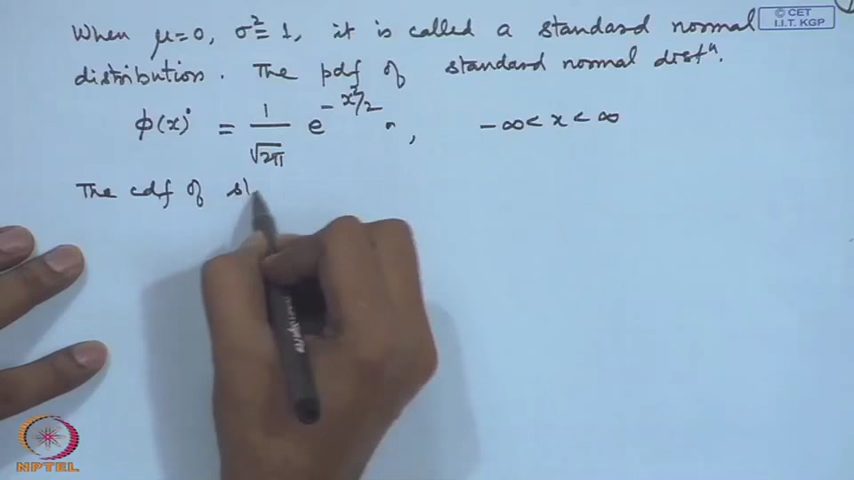 When μ=0, σ²=1, it is called a standard normal
distribution. The pdf of standard normal distⁿ.
φ(x) = 1/√2π e^(-x²/2), -∞<x<∞
The cdf of st
© CET
I.I.T. KGP
NPTEL